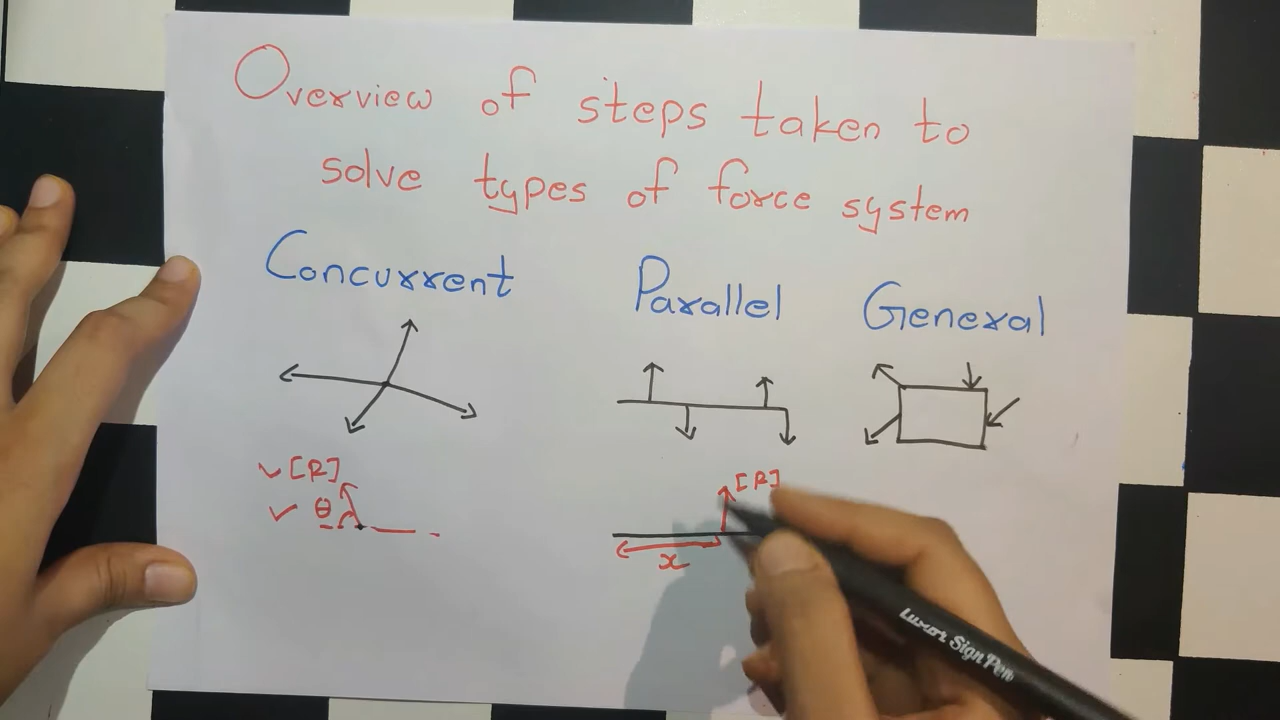 Overview of steps taken to
solve types of force system
Concurrent
Parallel
General
✓ [R]
✓ θ
[R]
x
Luxor Sign Pen